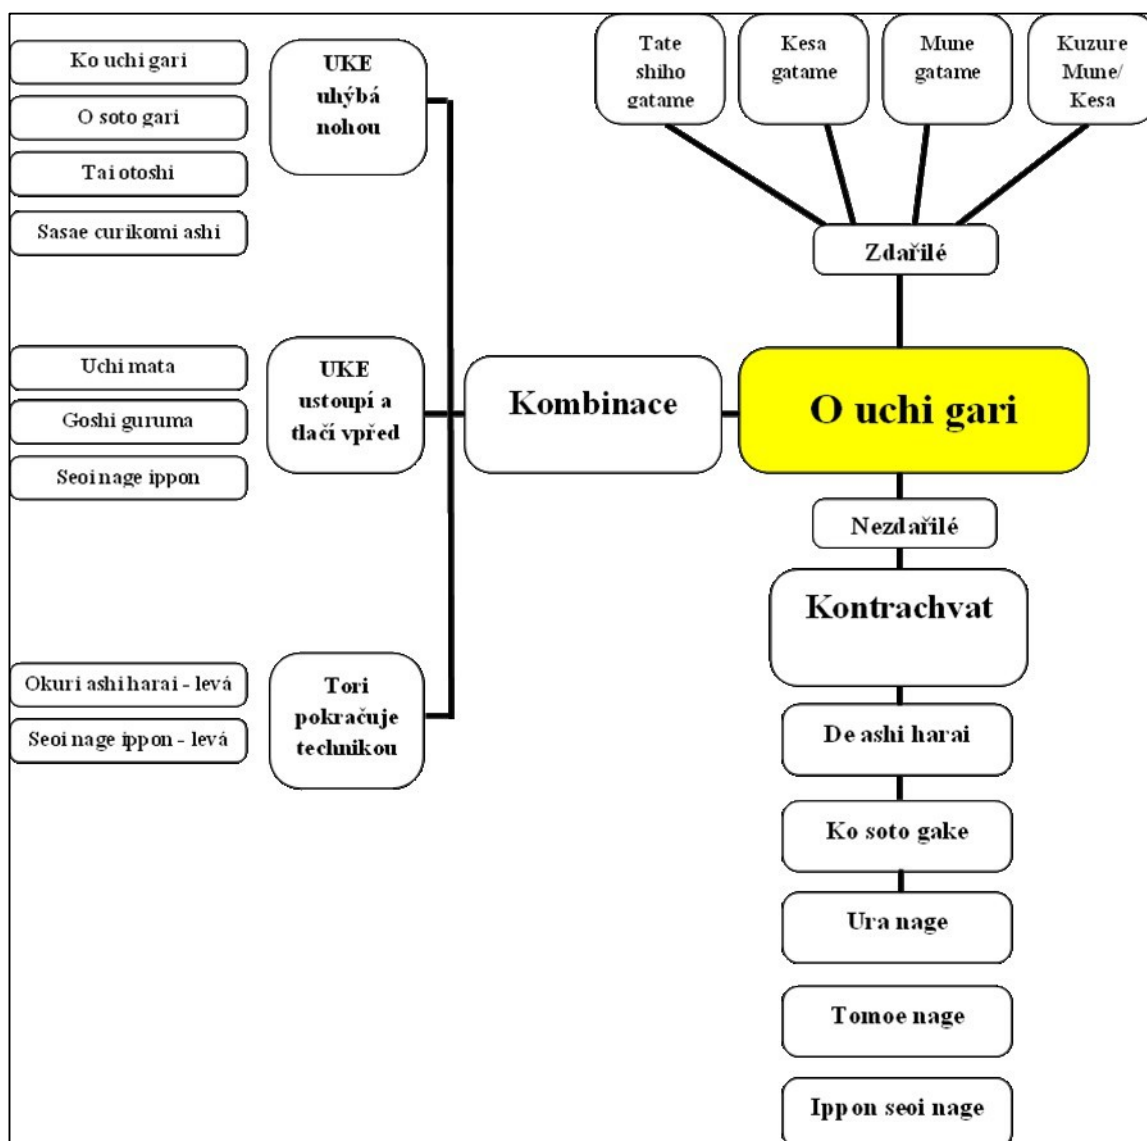 Ko uchi gari
O soto gari
Tai otoshi
Sasae curikomi ashi
UKE
uhýbá
nohou
Tate
shiho
gatame
Kesa
gatame
Mune
gatame
Kuzure
Mune/
Kesa
Zdařilé
Uchi mata
Goshi guruma
Seoi nage ippon
UKE
ustoupí a
tlačí vpřed
Kombinace
O uchi gari
Nezdařilé
Kontrachvat
Okuri ashi harai - levá
Seoi nage ippon - levá
Tori
pokračuje
technikou
De ashi harai
Ko soto gake
Ura nage
Tomoe nage
Ippon seoi nage